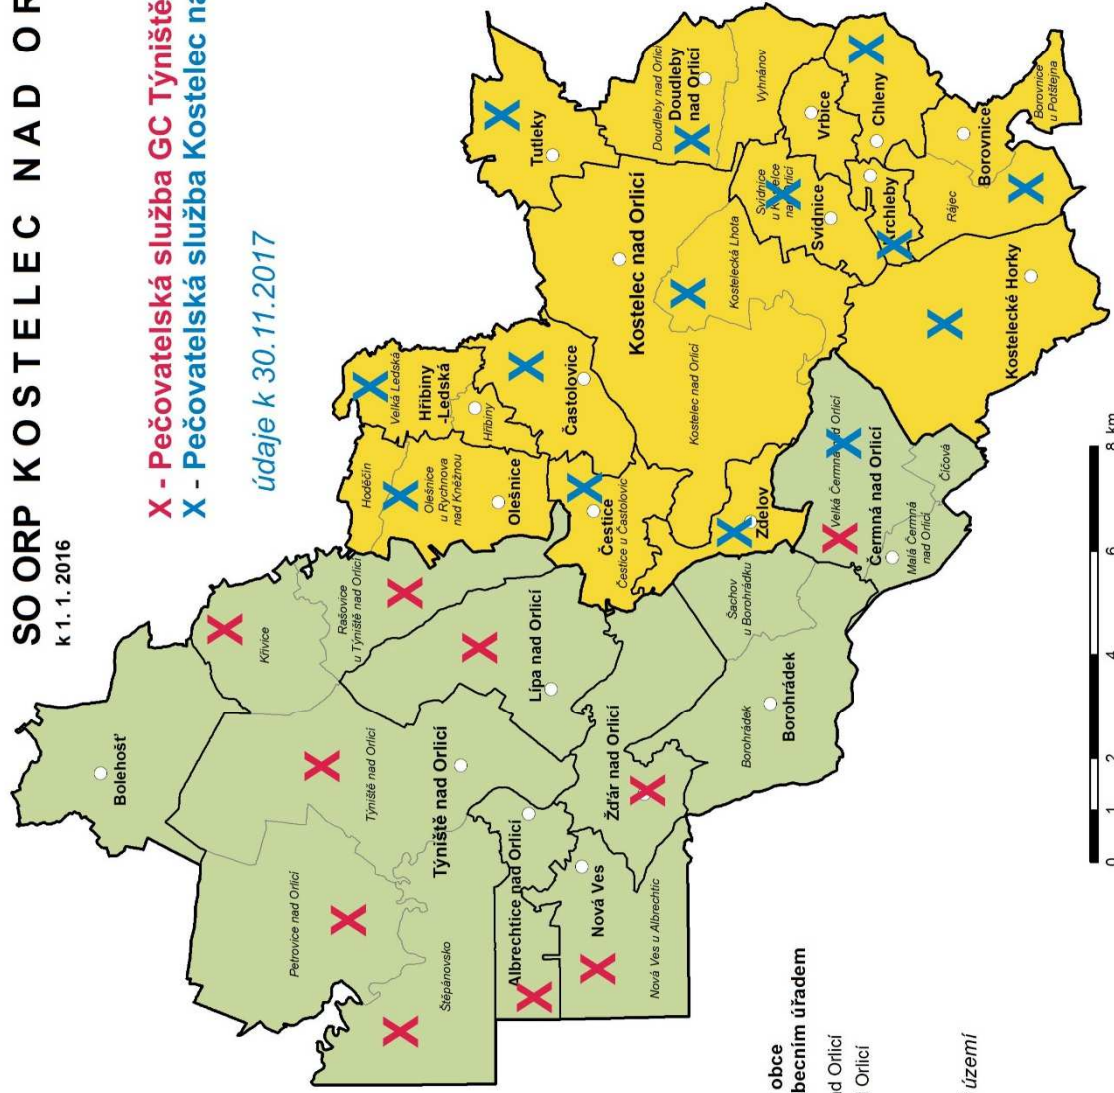 SO ORP KOSTELEC NAD OR
k 1. 1. 2016
X - Pečovatelská služba GC Týniště
X - Pečovatelská služba Kostelec na
údaje k 30.11.2017
Bolehošť
Křivice
Rašovice
u Týniště nad Orlicí
Týniště nad Orlicí
Týniště nad Orlicí
Petrovice nad Orlicí
Štěpánovsko
Albrechtice nad Orlicí
Nová Ves
Nová Ves u Albrechtic
Lípa nad Orlicí
Žďár nad Orlicí
Borohrádek
Borohrádek
Šachov
u Borohrádku
Hoděčín
Olešnice
u Rychnova
nad Kněžnou
Olešnice
Velká Ledská
Hřibiny
-Ledská
Hřibiny
Častolovice
Čestice
Čestice u Častolovic
Zdelov
Velká Čermná nad Orlicí
Čermná nad Orlicí
Malá Čermná
nad Orlicí
Číčová
Kostelec nad Orlicí
Kostelecká Lhota
Kostelec nad Orlicí
Tutleky
Doudleby nad Orlicí
Doudleby
nad Orlicí
Vyhnánov
Svídnice
u Kostelce
nad Orlicí
Svídnice
Vrbice
Chleny
Krchleby
Borovnice
Rájec
Borovnice
u Potštejna
Kostelecké Horky
0 1 2 4 6 8 km
obce
becním úřadem
d Orlicí
Orlicí
území